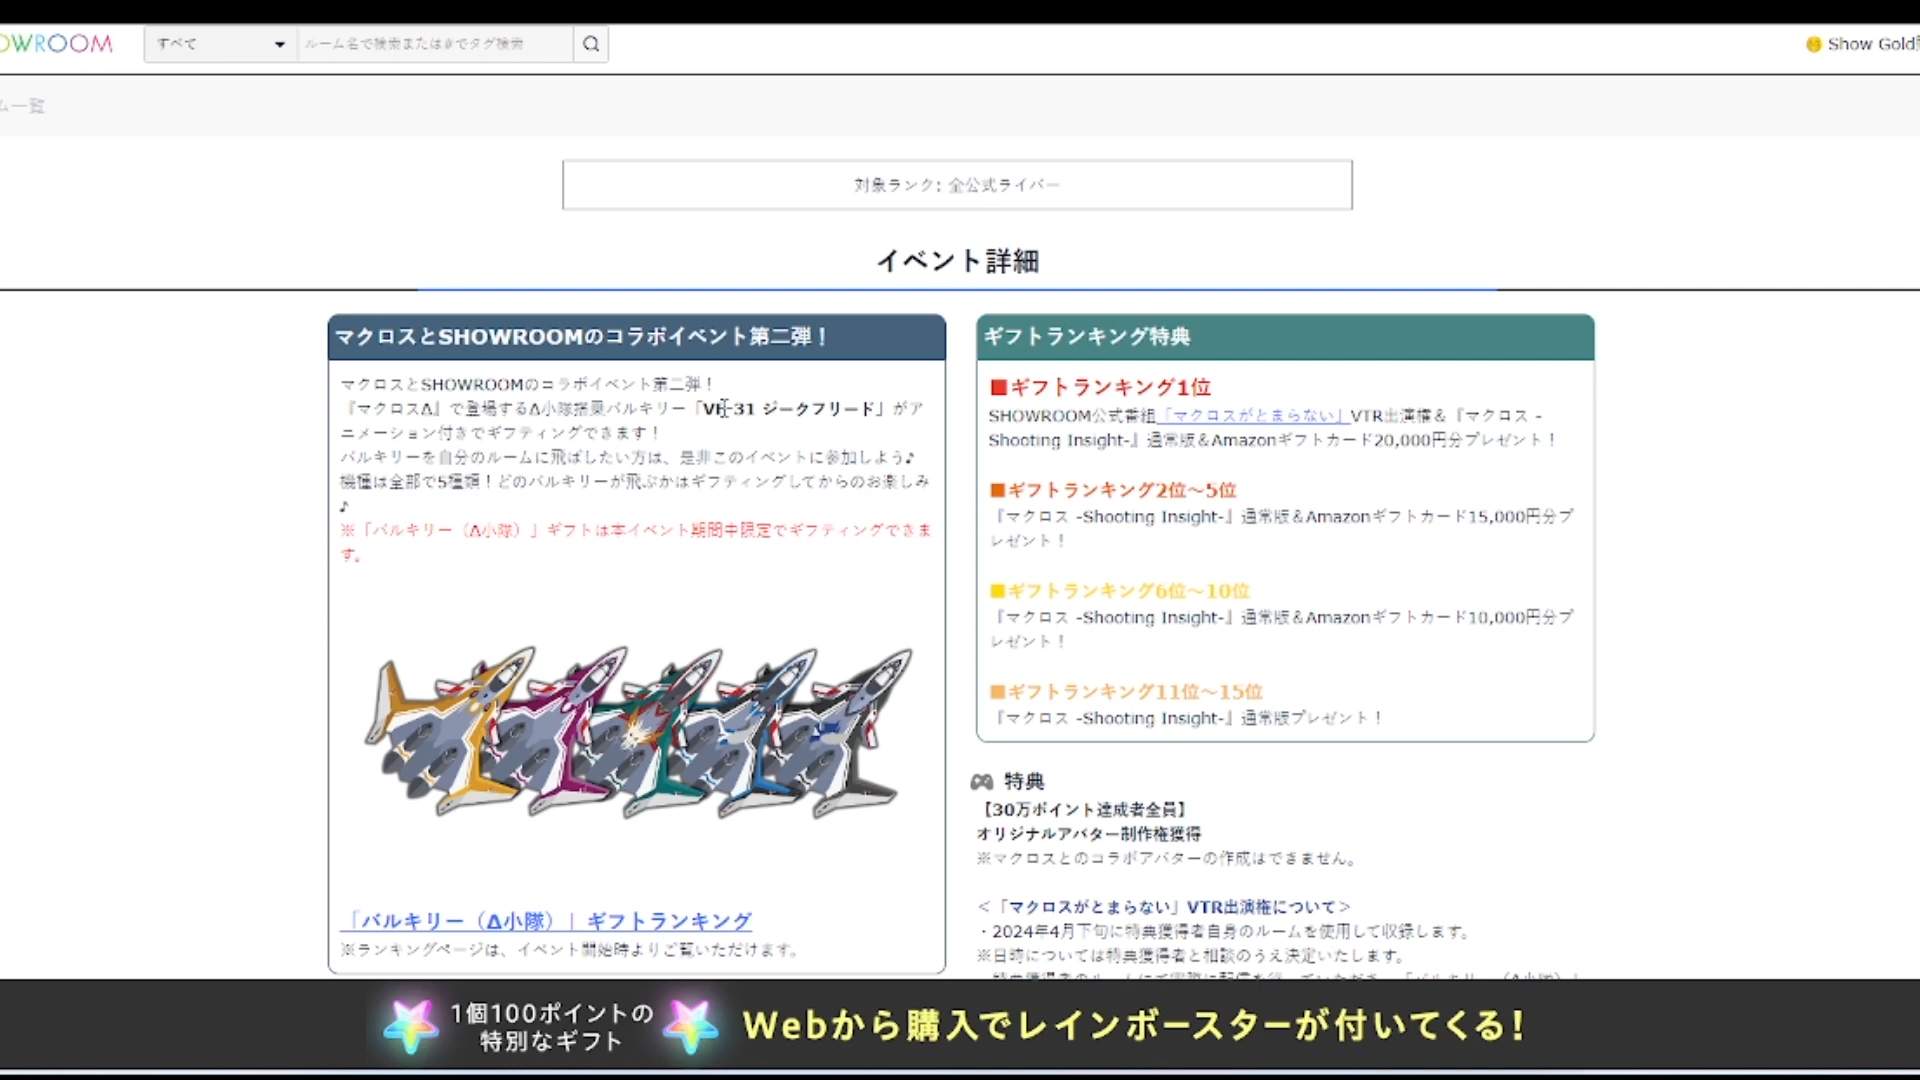 OWROOM
すべて
ルーム名で検索または#でタグ検索
Show Gold
ム一覧
対象ランク: 全公式ライバー
イベント詳細
マクロスとSHOWROOMのコラボイベント第二弾！
マクロスとSHOWROOMのコラボイベント第二弾！
『マクロスΔ』で登場するΔ小隊搭乗バルキリー「VF-31 ジークフリード」がア
ニメーション付きでギフティングできます！
バルキリーを自分のルームに飛ばしたい方は、是非このイベントに参加しよう♪
機種は全部で5種類！どのバルキリーが飛ぶかはギフティングしてからのお楽しみ
♪
※「バルキリー（Δ小隊）」ギフトは本イベント期間中限定でギフティングできま
す。
「バルキリー（Δ小隊）｜ ギフトランキング
※ランキングページは、イベント開始時よりご覧いただけます。
ギフトランキング特典
■ギフトランキング1位
SHOWROOM公式番組「マクロスがとまらない」VTR出演権＆『マクロス -
Shooting Insight-』通常版＆Amazonギフトカード20,000円分プレゼント！
■ギフトランキング2位～5位
『マクロス -Shooting Insight-』通常版＆Amazonギフトカード15,000円分プ
レゼント！
■ギフトランキング6位～10位
『マクロス -Shooting Insight-』通常版＆Amazonギフトカード10,000円分プ
レゼント！
■ギフトランキング11位～15位
『マクロス -Shooting Insight-』通常版プレゼント！
特典
【30万ポイント達成者全員】
オリジナルアバター制作権獲得
※マクロスとのコラボアバターの作成はできません。
＜「マクロスがとまらない」VTR出演権について＞
・2024年4月下旬に特典獲得者自身のルームを使用して収録します。
※日時については特典獲得者と相談のうえ決定いたします。
1個100ポイントの
特別なギフト
Webから購入でレインボースターが付いてくる！